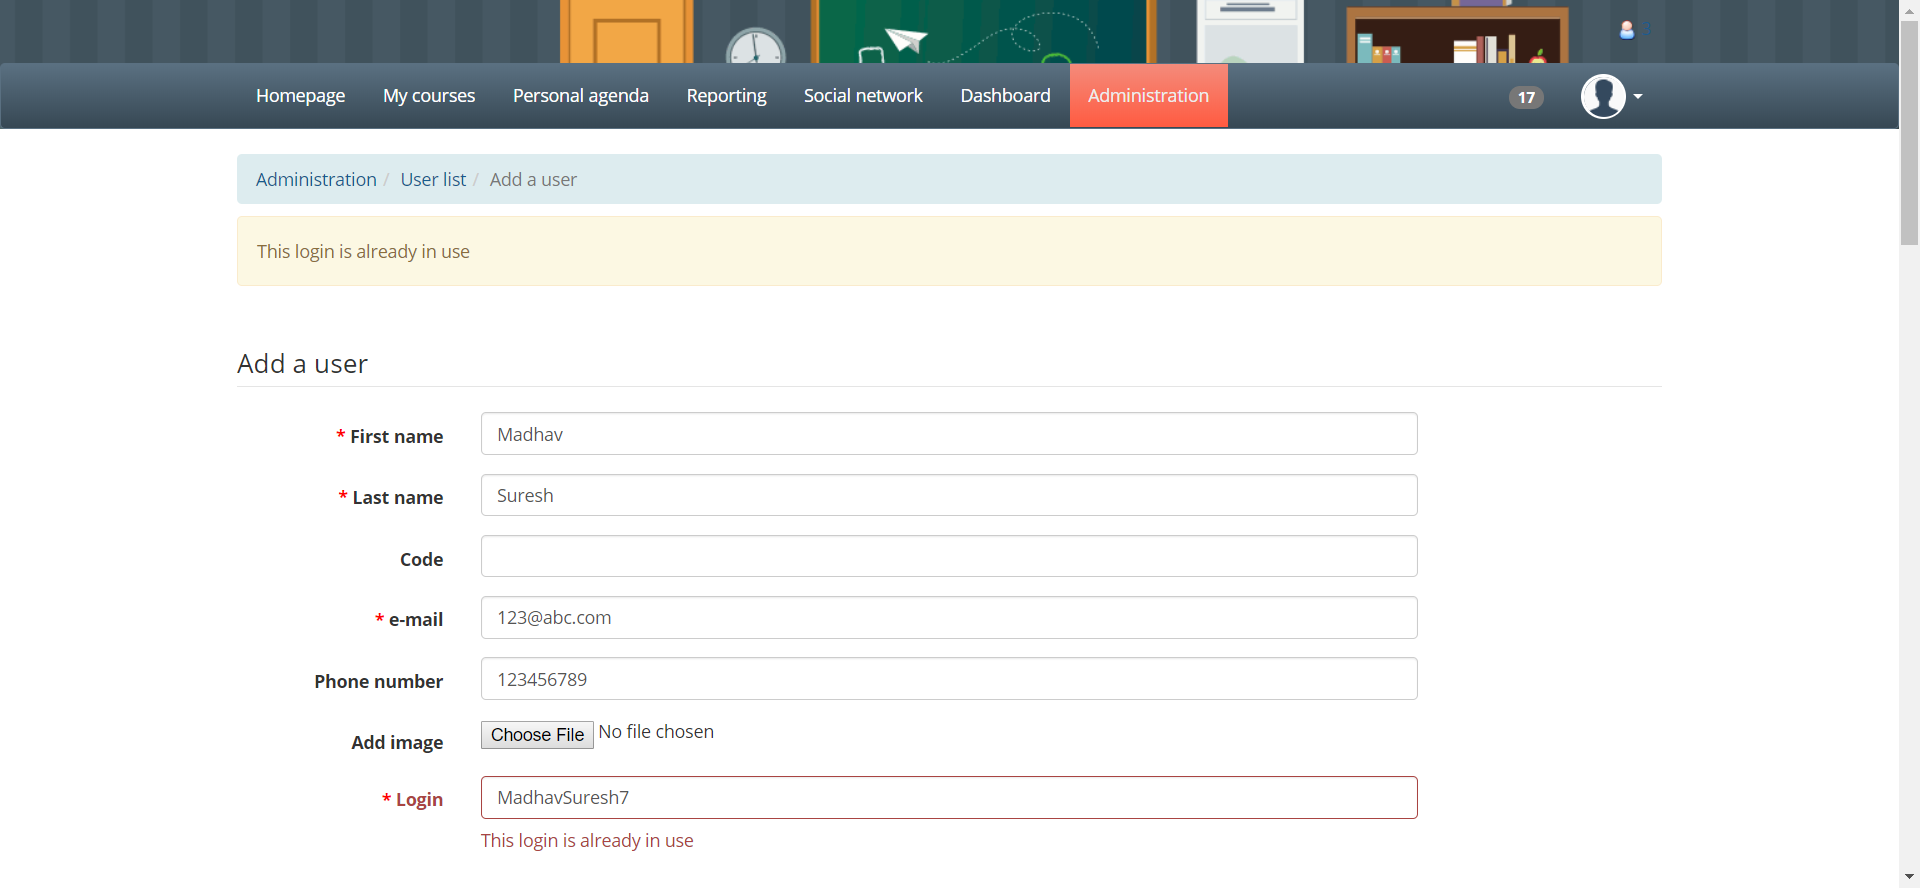 3
Homepage My courses Personal agenda Reporting Social network Dashboard Administration 17
Administration / User list / Add a user
This login is already in use
Add a user
* First name Madhav
* Last name Suresh
Code
* e-mail 123@abc.com
Phone number 123456789
Add image Choose File No file chosen
* Login MadhavSuresh7
This login is already in use